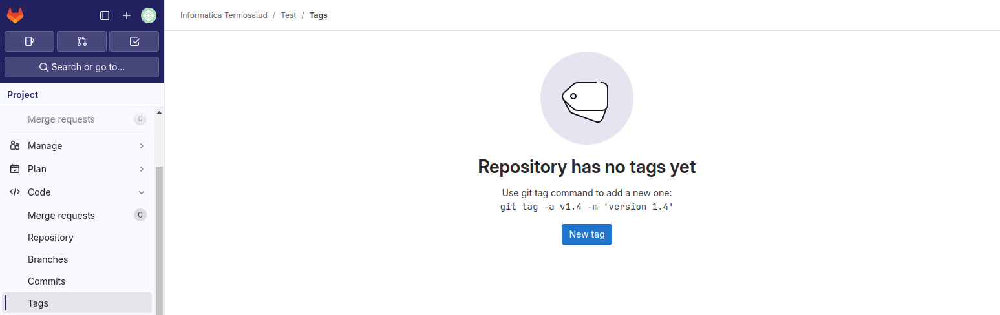 Search or go to...
Project
Merge requests 0
Manage
Plan
Code
Merge requests 0
Repository
Branches
Commits
Tags
Informatica Termosalud / Test / Tags
Repository has no tags yet
Use git tag command to add a new one:
git tag -a v1.4 -m 'version 1.4'
New tag